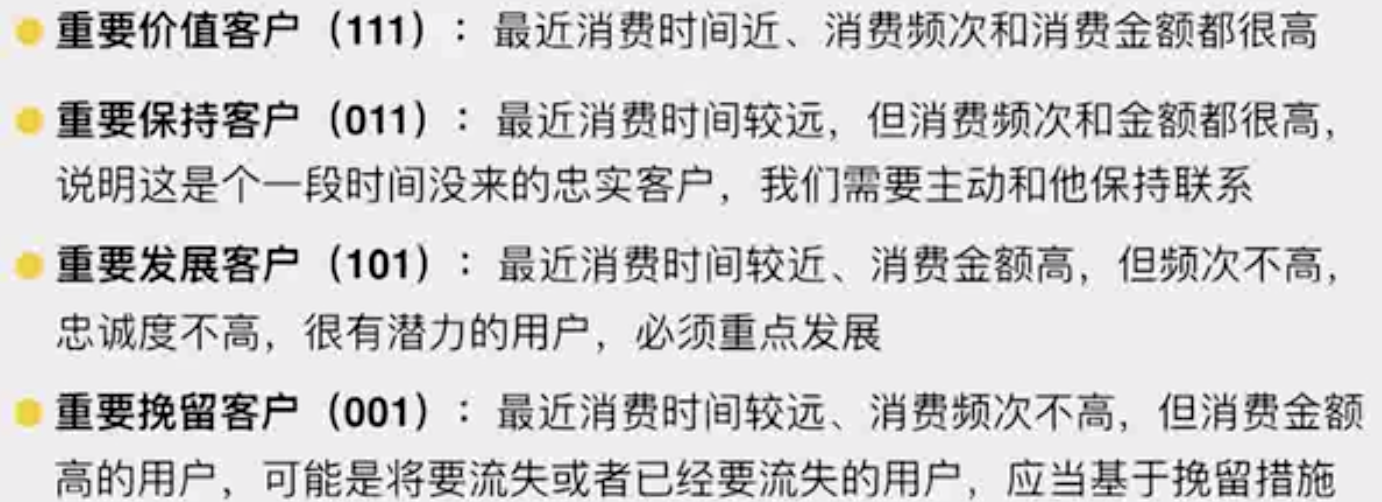 重要价值客户（111）：最近消费时间近、消费频次和消费金额都很高
重要保持客户（011）：最近消费时间较远，但消费频次和金额都很高，
说明这是个一段时间没来的忠实客户，我们需要主动和他保持联系
重要发展客户（101）：最近消费时间较近、消费金额高，但频次不高，
忠诚度不高，很有潜力的用户，必须重点发展
重要挽留客户（001）：最近消费时间较远、消费频次不高，但消费金额
高的用户，可能是将要流失或者已经要流失的用户，应当基于挽留措施